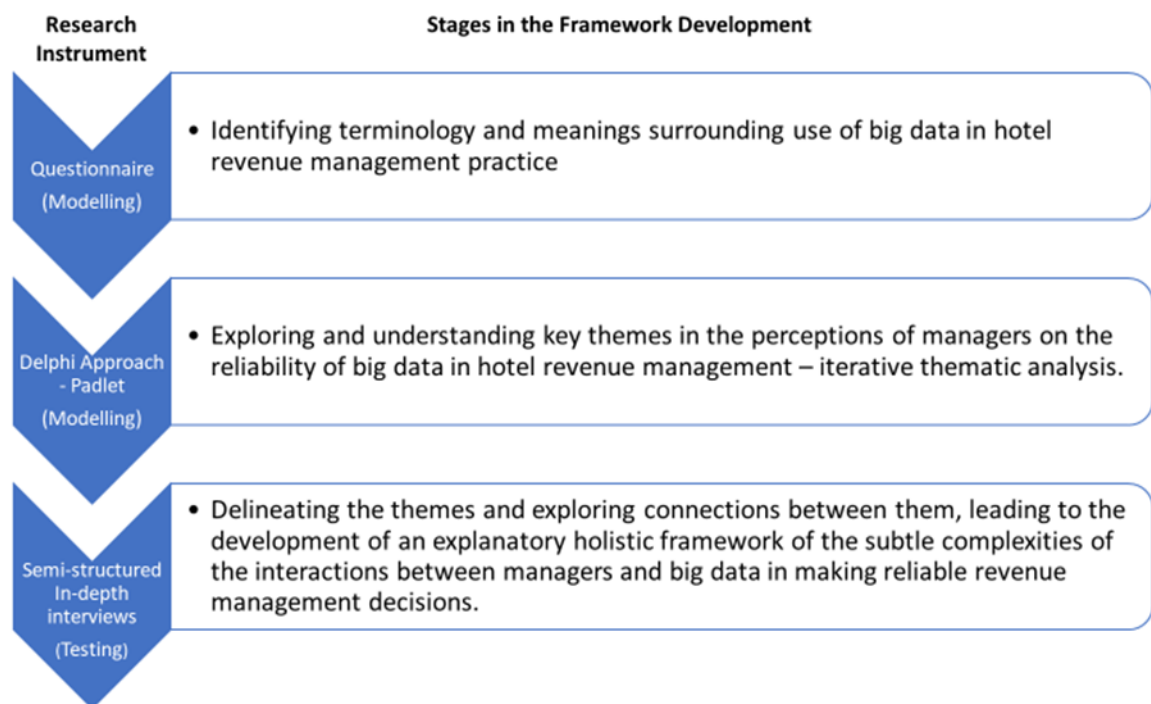 Research
Instrument
Stages in the Framework Development
Questionnaire
(Modelling)
• Identifying terminology and meanings surrounding use of big data in hotel
revenue management practice
Delphi Approach
- Padlet
(Modelling)
• Exploring and understanding key themes in the perceptions of managers on the
reliability of big data in hotel revenue management – iterative thematic analysis.
Semi-structured
In-depth
interviews
(Testing)
• Delineating the themes and exploring connections between them, leading to the
development of an explanatory holistic framework of the subtle complexities of
the interactions between managers and big data in making reliable revenue
management decisions.